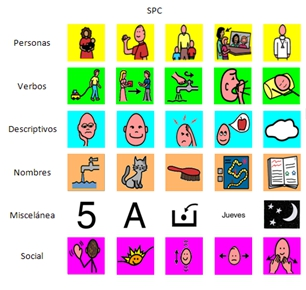 SPC
Personas
Verbos
Descriptivos
Nombres
Miscelánea
5
A
Jueves
Social